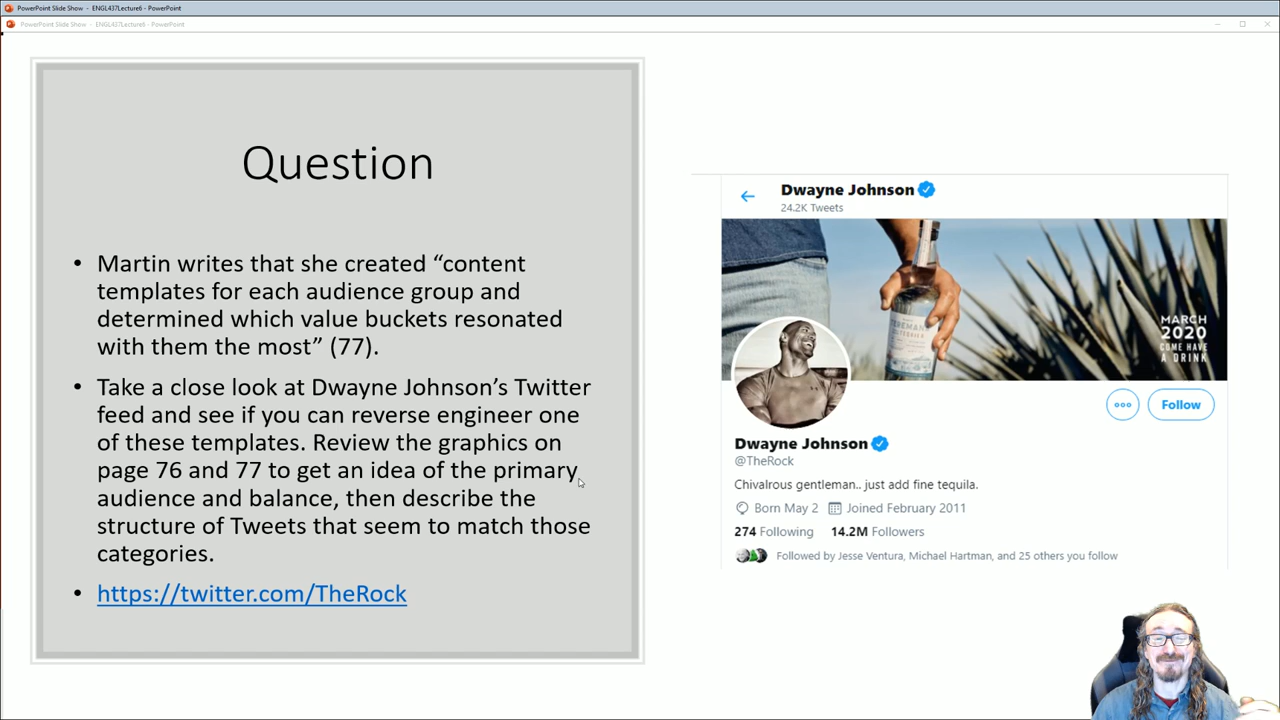 PowerPoint Slide Show - ENGL437Lecture6 - PowerPoint
PowerPoint Slide Show - ENGL437Lecture6 - PowerPoint
Question
• Martin writes that she created “content
templates for each audience group and
determined which value buckets resonated
with them the most” (77).
• Take a close look at Dwayne Johnson’s Twitter
feed and see if you can reverse engineer one
of these templates. Review the graphics on
page 76 and 77 to get an idea of the primary
audience and balance, then describe the
structure of Tweets that seem to match those
categories.
• https://twitter.com/TheRock
Dwayne Johnson
24.2K Tweets
MARCH
2020
COME HAVE
A DRINK
Follow
Dwayne Johnson
@TheRock
Chivalrous gentleman.. just add fine tequila.
Born May 2 Joined February 2011
274 Following 14.2M Followers
Followed by Jesse Ventura, Michael Hartman, and 25 others you follow